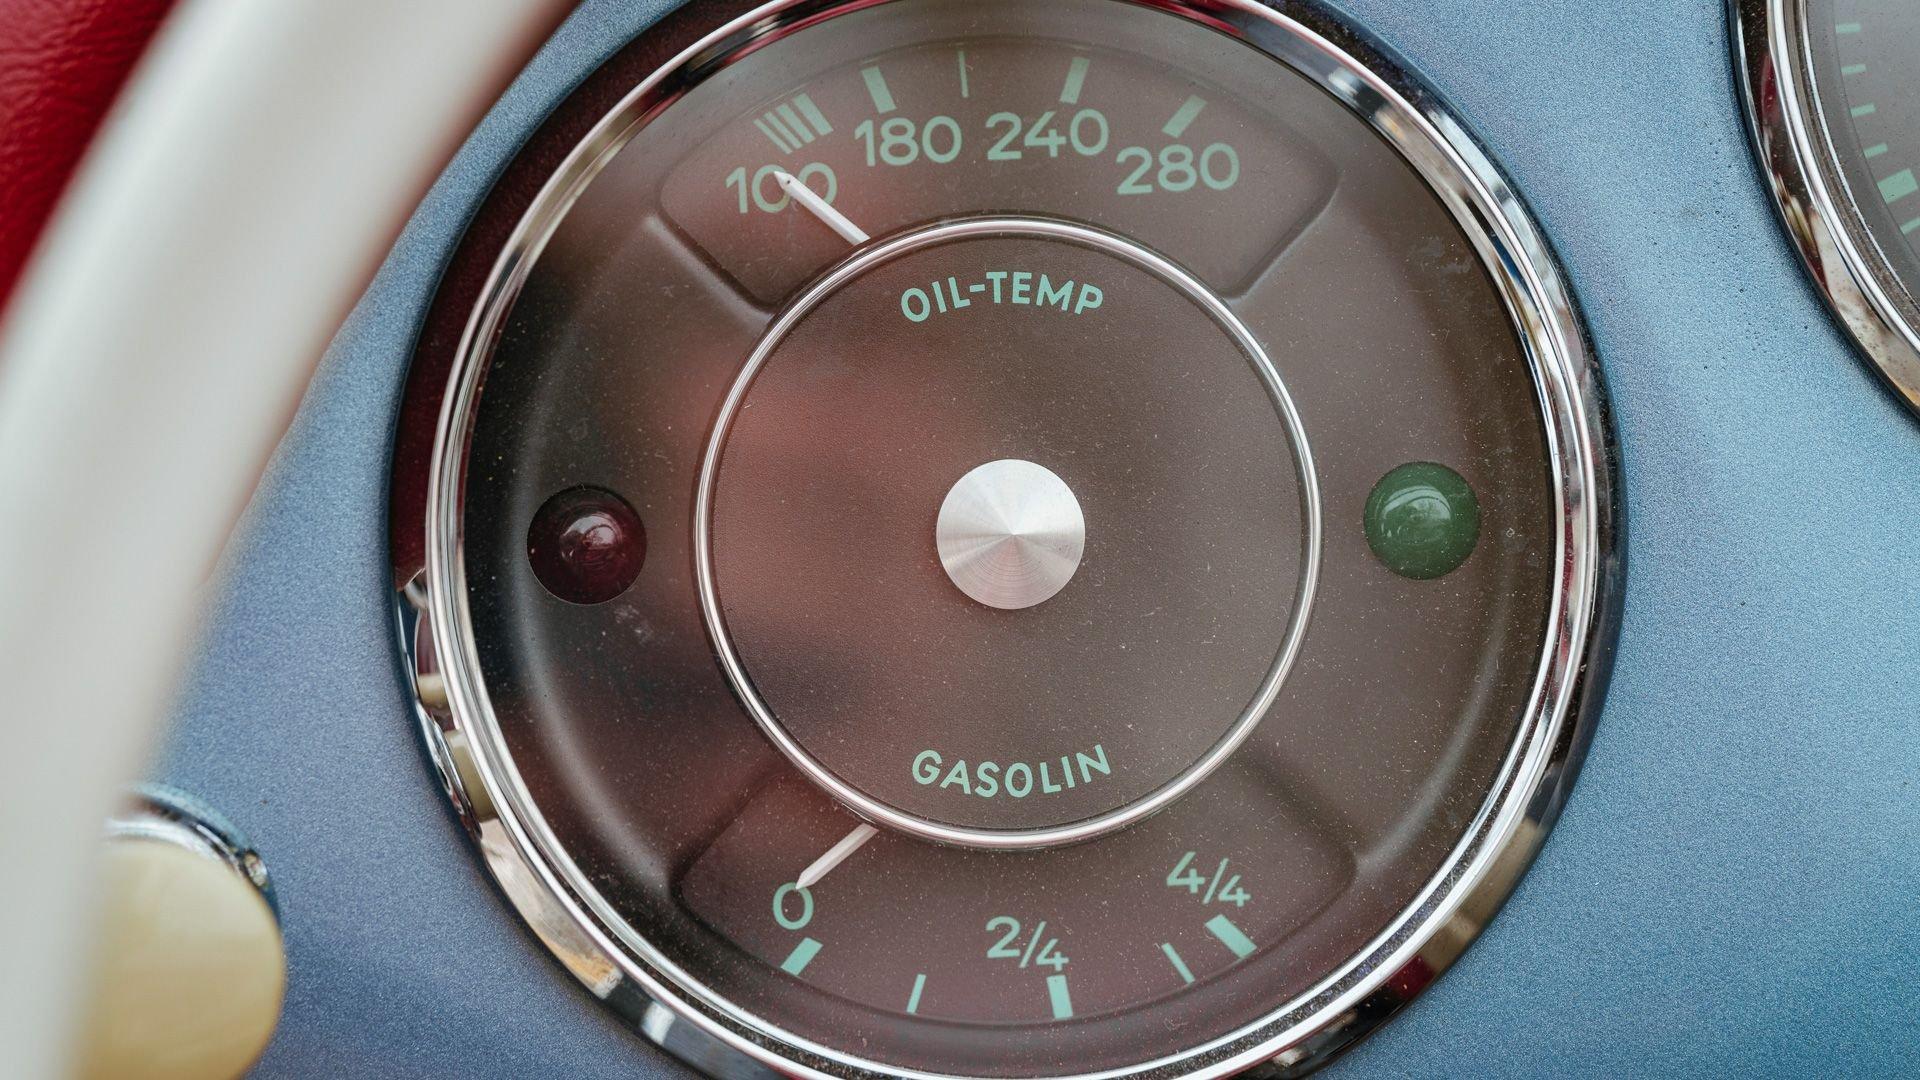 100 180 240 280
OIL-TEMP
GASOLIN
0 2/4 4/4